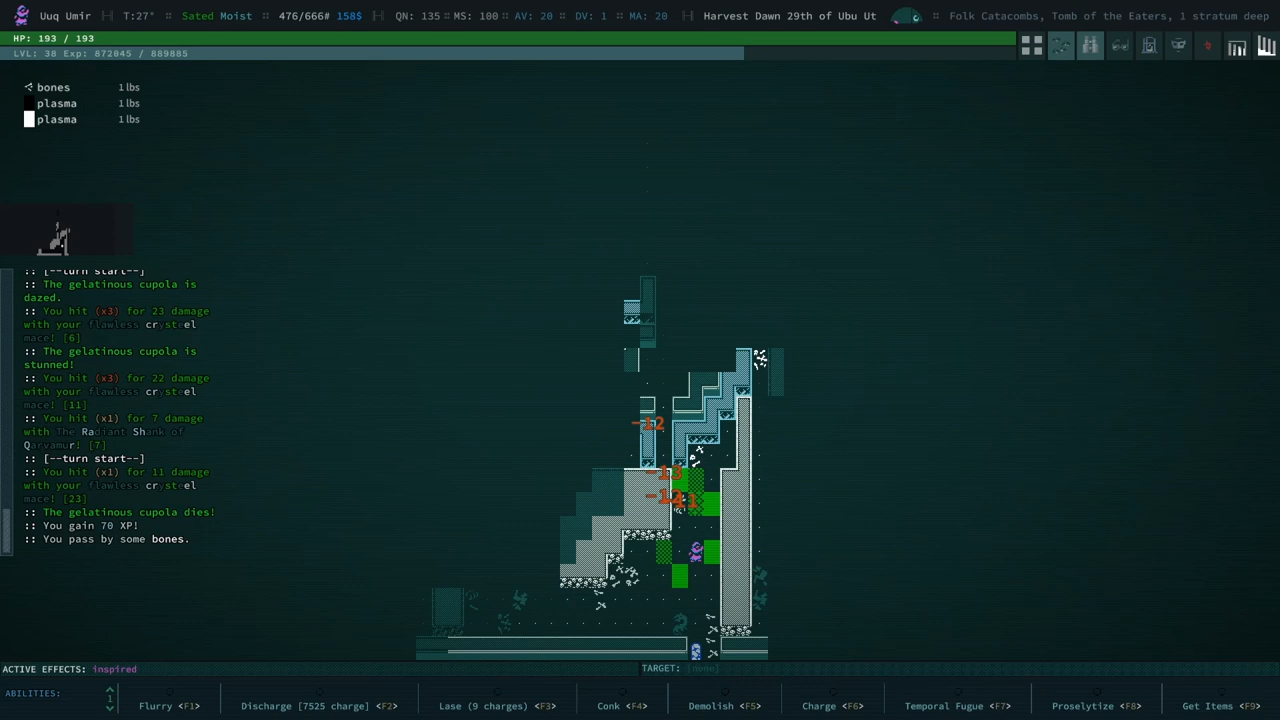 Uuq Umir T:27° Sated Moist 476/666# 158$ QN: 135 MS: 100 AV: 20 DV: 1 MA: 20 Harvest Dawn 29th of Ubu Ut Folk Catacombs, Tomb of the Eaters, 1 stratum deep
HP: 193 / 193
LVL: 38 Exp: 872045 / 889885
bones 1 lbs
plasma 1 lbs
plasma 1 lbs
:: [--turn start--]
:: The gelatinous cupola is
dazed.
:: You hit (x3) for 23 damage
with your flawless crysteel
mace! [6]
:: The gelatinous cupola is
stunned!
:: You hit (x3) for 22 damage
with your flawless crysteel
mace! [11]
:: You hit (x1) for 7 damage
with The Radiant Shank of
Qarvamur! [7]
:: [--turn start--]
:: You hit (x1) for 11 damage
with your flawless crysteel
mace! [23]
:: The gelatinous cupola dies!
:: You gain 70 XP!
:: You pass by some bones.
-12
-13
ACTIVE EFFECTS: inspired
TARGET: [none]
ABILITIES: 1 Flurry <F1> Discharge [7525 charge] <F2> Lase (9 charges) <F3> Conk <F4> Demolish <F5> Charge <F6> Temporal Fugue <F7> Proselytize <F8> Get Items <F9>